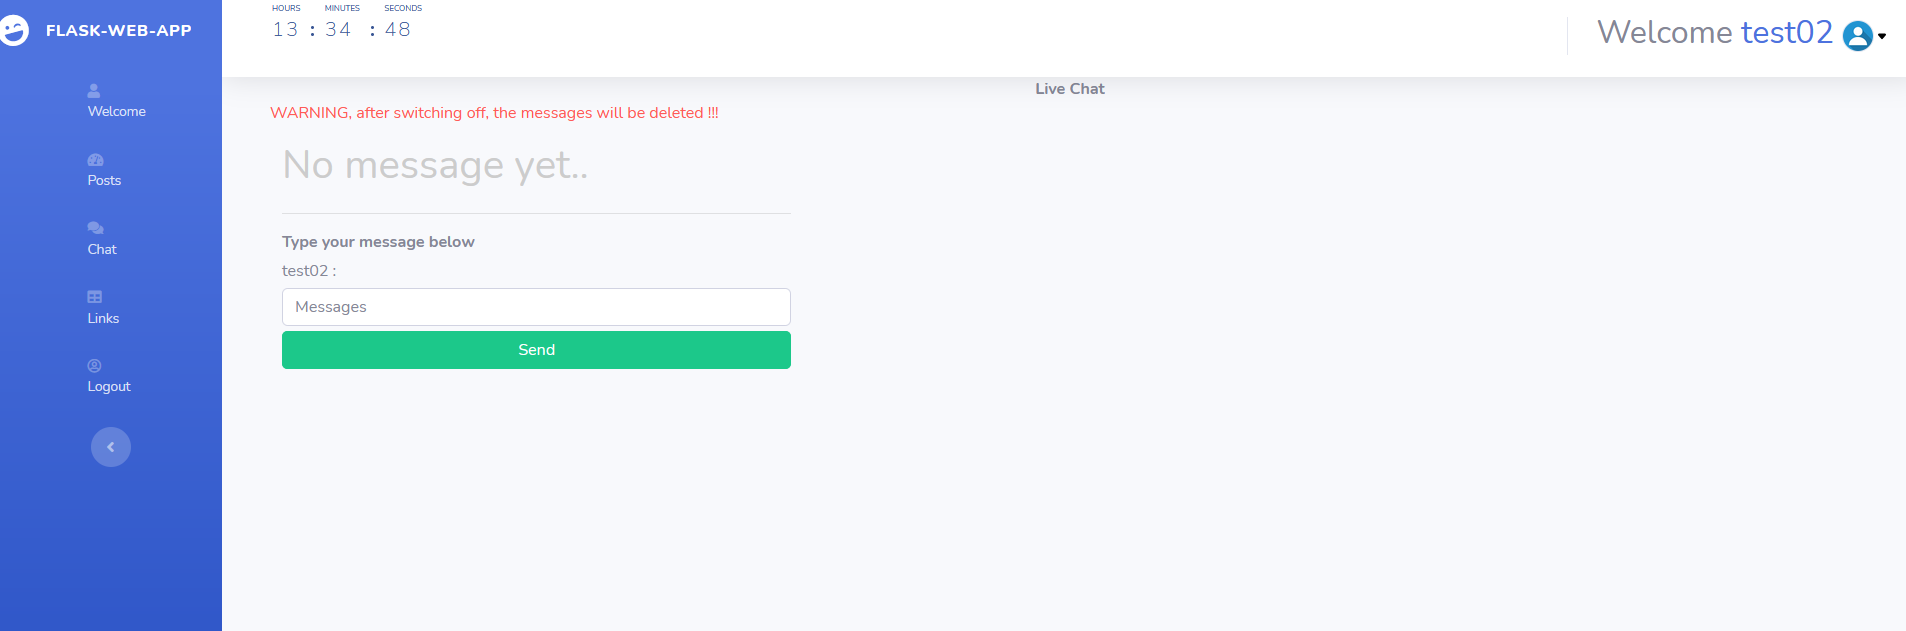 FLASK-WEB-APP
Welcome
Posts
Chat
Links
Logout
HOURS MINUTES SECONDS
13 : 34 : 48
Welcome test02
Live Chat
WARNING, after switching off, the messages will be deleted !!!
No message yet..
Type your message below
test02 :
Messages
Send